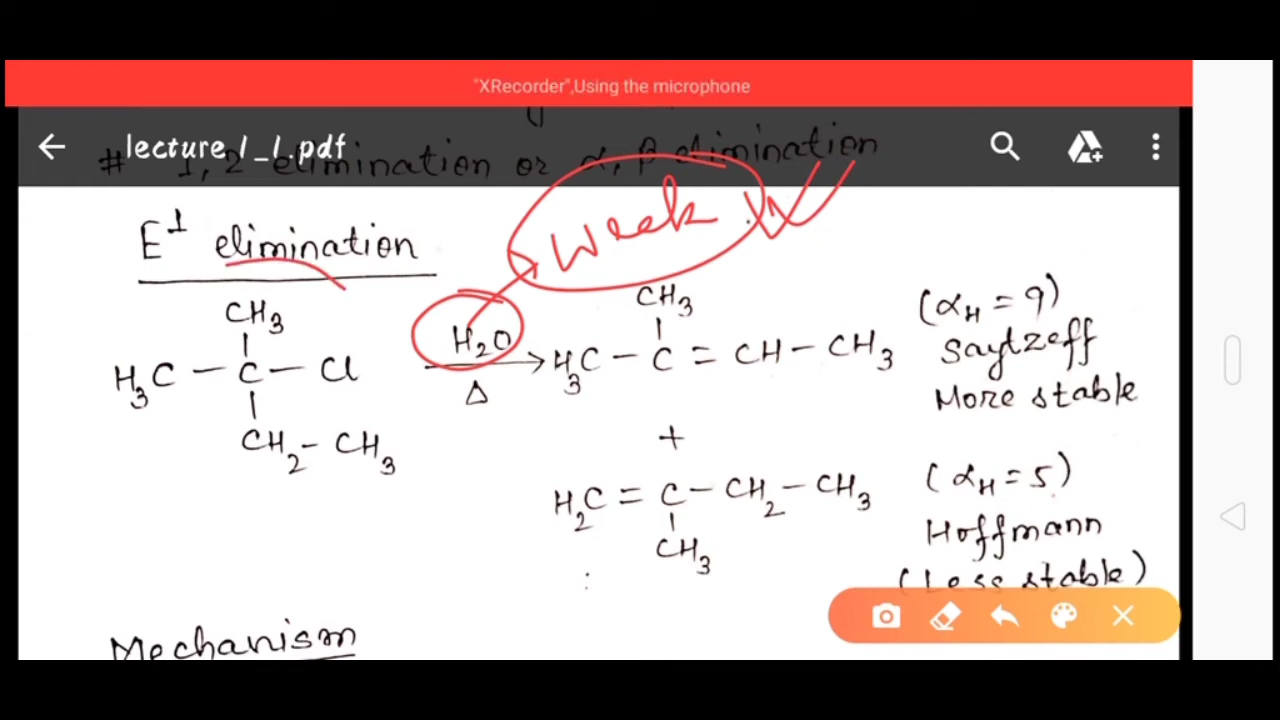 "XRecorder",Using the microphone
lecture 1_1.pdf
# 1,2 elimination or α,β elimination
E¹ elimination
Week
CH₃
H₃C – C – Cl
CH₂ – CH₃
H₂O
Δ
CH₃
H₃C – C = CH – CH₃
(αH = 9)
Saytzeff
More stable
+
H₂C = C – CH₂ – CH₃
CH₃
(αH = 5)
Hoffmann
(Less stable)
Mechanism